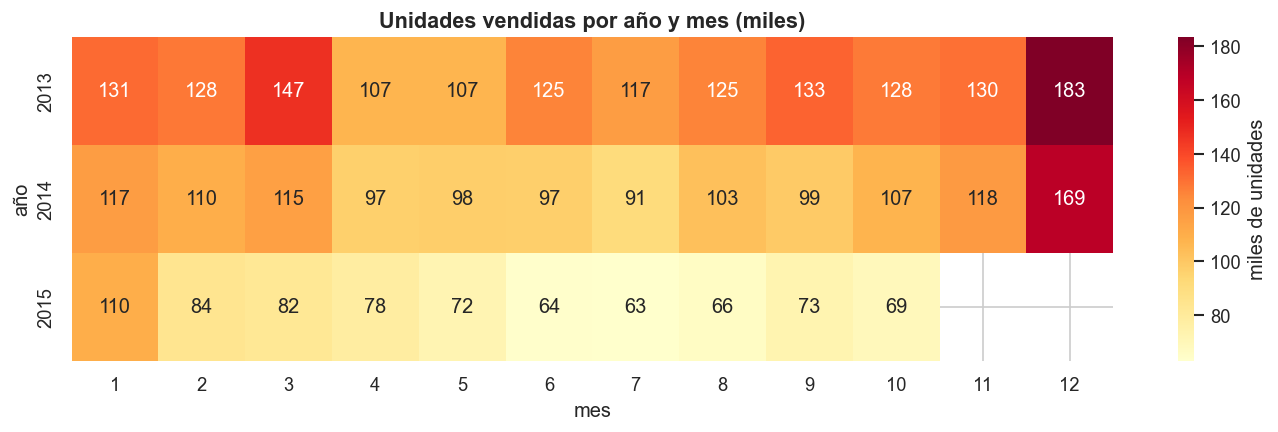 Unidades vendidas por año y mes (miles)
año
2013
131 128 147 107 107 125 117 125 133 128 130 183
2014
117 110 115 97 98 97 91 103 99 107 118 169
2015
110 84 82 78 72 64 63 66 73 69
1 2 3 4 5 6 7 8 9 10 11 12
mes
180
160
140
120
100
80
miles de unidades